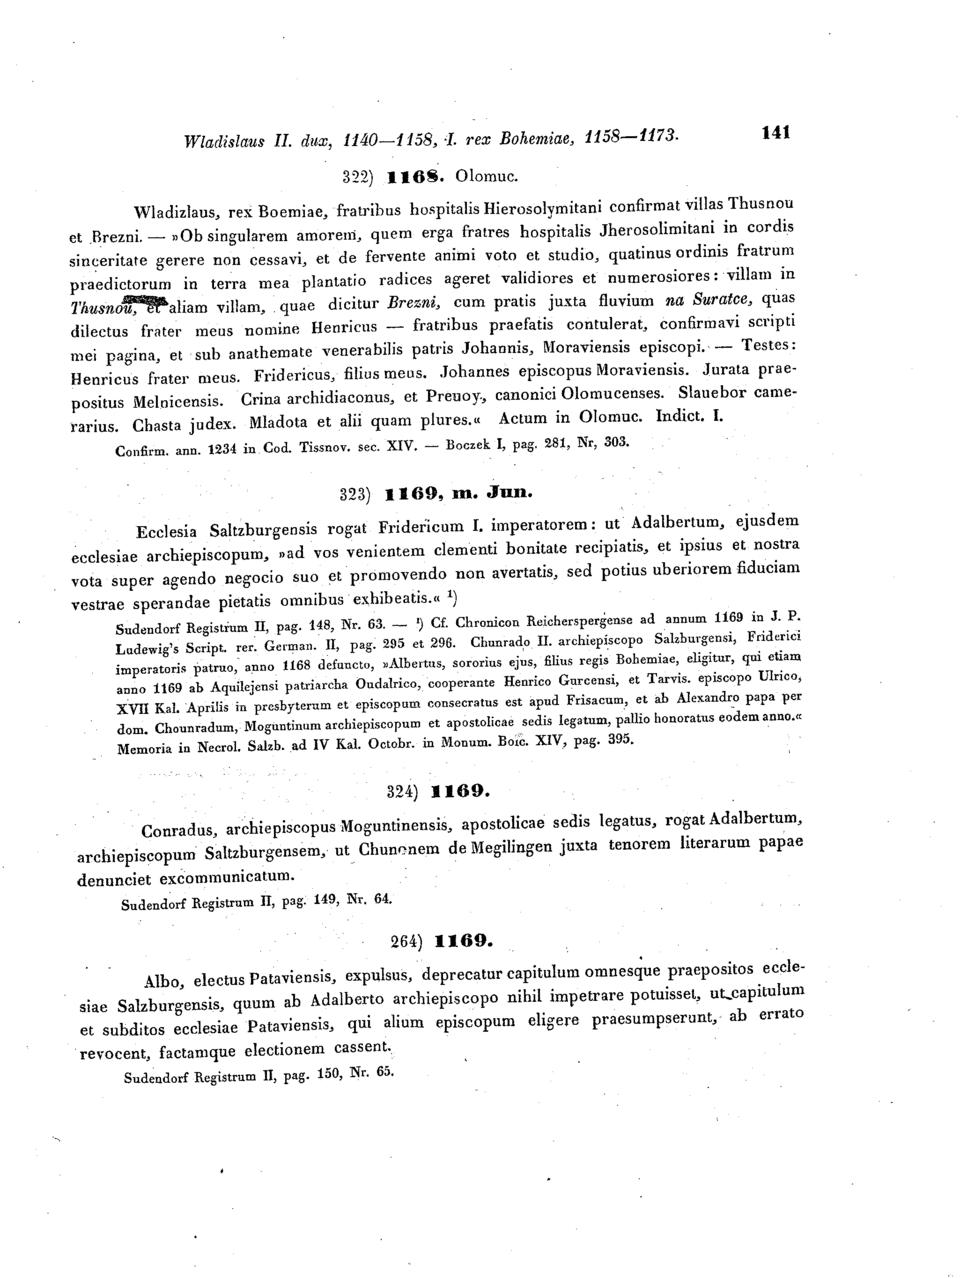 Wladislaus II. dux, 1140—1158, I. rex Bohemiae, 1158—1173. 141
322) 1168. Olomuc.
Wladizlaus, rex Boemiae, fratribus hospitalis Hierosolymitani confirmat villas Thusnou
et Brezni. — »Ob singularem amorem, quem erga fratres hospitalis Jherosolimitani in cordis
sinceritate gerere non cessavi, et de fervente animi voto et studio, quatinus ordinis fratrum
praedictorum in terra mea plantatio radices ageret validiores et numerosiores: villam in
Thusnou, et aliam villam, quae dicitur Brezni, cum pratis juxta fluvium na Suratce, quas
dilectus frater meus nomine Henricus — fratribus praefatis contulerat, confirmavi scripti
mei pagina, et sub anathemate venerabilis patris Johannis, Moraviensis episcopi. — Testes:
Henricus frater meus. Fridericus, filius meus. Johannes episcopus Moraviensis. Jurata prae-
positus Melnicensis. Crina archidiaconus, et Preuoy, canonici Olomucenses. Slauebor came-
rarius. Chasta judex. Mladota et alii quam plures.« Actum in Olomuc. Indict. I.
Confirm. ann. 1234 in Cod. Tissnov. sec. XIV. — Boczek I, pag. 281, Nr, 303.
323) 1169, m. Jun.
Ecclesia Saltzburgensis rogat Fridericum I. imperatorem: ut Adalbertum, ejusdem
ecclesiae archiepiscopum, »ad vos venientem clementi bonitate recipiatis, et ipsius et nostra
vota super agendo negocio suo et promovendo non avertatis, sed potius uberiorem fiduciam
vestrae sperandae pietatis omnibus exhibeatis.« ¹)
Sudendorf Registrum II, pag. 148, Nr. 63. — ¹) Cf. Chronicon Reicherspergense ad annum 1169 in J. P.
Ludewig's Script. rer. German. II, pag. 295 et 296. Chunrado II. archiepiscopo Salzburgensi, Friderici
imperatoris patruo, anno 1168 defuncto, »Albertus, sororius ejus, filius regis Bohemiae, eligitur, qui etiam
anno 1169 ab Aquilejensi patriarcha Oudalrico, cooperante Henrico Gurcensi, et Tarvis. episcopo Ulrico,
XVII Kal. Aprilis in presbyterum et episcopum consecratus est apud Frisacum, et ab Alexandro papa per
dom. Chounradum, Moguntinum archiepiscopum et apostolicae sedis legatum, pallio honoratus eodem anno.«
Memoria in Necrol. Salzb. ad IV Kal. Octobr. in Monum. Boic. XIV, pag. 395.
324) 1169.
Conradus, archiepiscopus Moguntinensis, apostolicae sedis legatus, rogat Adalbertum,
archiepiscopum Saltzburgensem, ut Chunonem de Megilingen juxta tenorem literarum papae
denunciet excommunicatum.
Sudendorf Registrum II, pag. 149, Nr. 64.
264) 1169.
Albo, electus Pataviensis, expulsus, deprecatur capitulum omnesque praepositos eccle-
siae Salzburgensis, quum ab Adalberto archiepiscopo nihil impetrare potuisset, ut capitulum
et subditos ecclesiae Pataviensis, qui alium episcopum eligere praesumpserunt, ab errato
revocent, factamque electionem cassent.
Sudendorf Registrum II, pag. 150, Nr. 65.